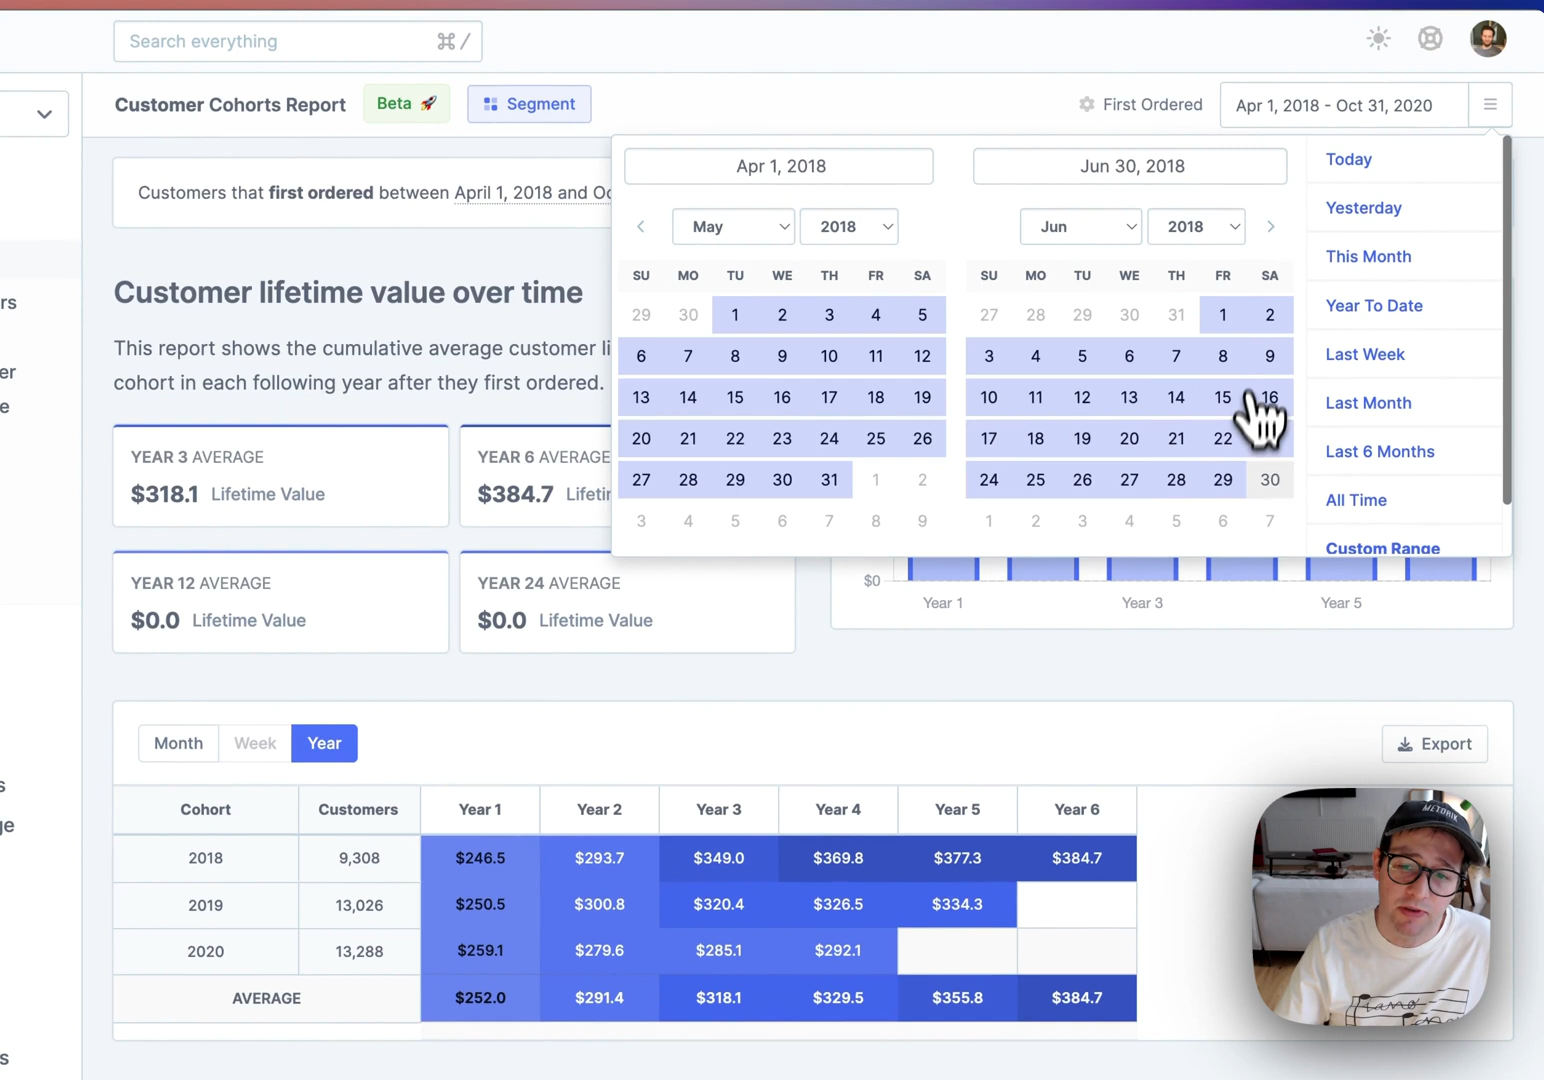 Search everything ⌘ /
Customer Cohorts Report Beta 🚀 Segment First Ordered Apr 1, 2018 - Oct 31, 2020
Customers that first ordered between April 1, 2018 and Oc
rs
er
e
s
ge
s
Customer lifetime value over time
This report shows the cumulative average customer li
cohort in each following year after they first ordered.
YEAR 3 AVERAGE
$318.1 Lifetime Value
YEAR 6 AVERAGE
$384.7 Lifeti
YEAR 12 AVERAGE
$0.0 Lifetime Value
YEAR 24 AVERAGE
$0.0 Lifetime Value
Apr 1, 2018
May 2018
SU MO TU WE TH FR SA
29 30 1 2 3 4 5
6 7 8 9 10 11 12
13 14 15 16 17 18 19
20 21 22 23 24 25 26
27 28 29 30 31 1 2
3 4 5 6 7 8 9
Jun 30, 2018
Jun 2018
SU MO TU WE TH FR SA
27 28 29 30 31 1 2
3 4 5 6 7 8 9
10 11 12 13 14 15 16
17 18 19 20 21 22
24 25 26 27 28 29 30
1 2 3 4 5 6 7
Today
Yesterday
This Month
Year To Date
Last Week
Last Month
Last 6 Months
All Time
Custom Range
$0
Year 1 Year 3 Year 5
Month Week Year Export
Cohort Customers Year 1 Year 2 Year 3 Year 4 Year 5 Year 6
2018 9,308 $246.5 $293.7 $349.0 $369.8 $377.3 $384.7
2019 13,026 $250.5 $300.8 $320.4 $326.5 $334.3
2020 13,288 $259.1 $279.6 $285.1 $292.1
AVERAGE $252.0 $291.4 $318.1 $329.5 $355.8 $384.7
METORIK